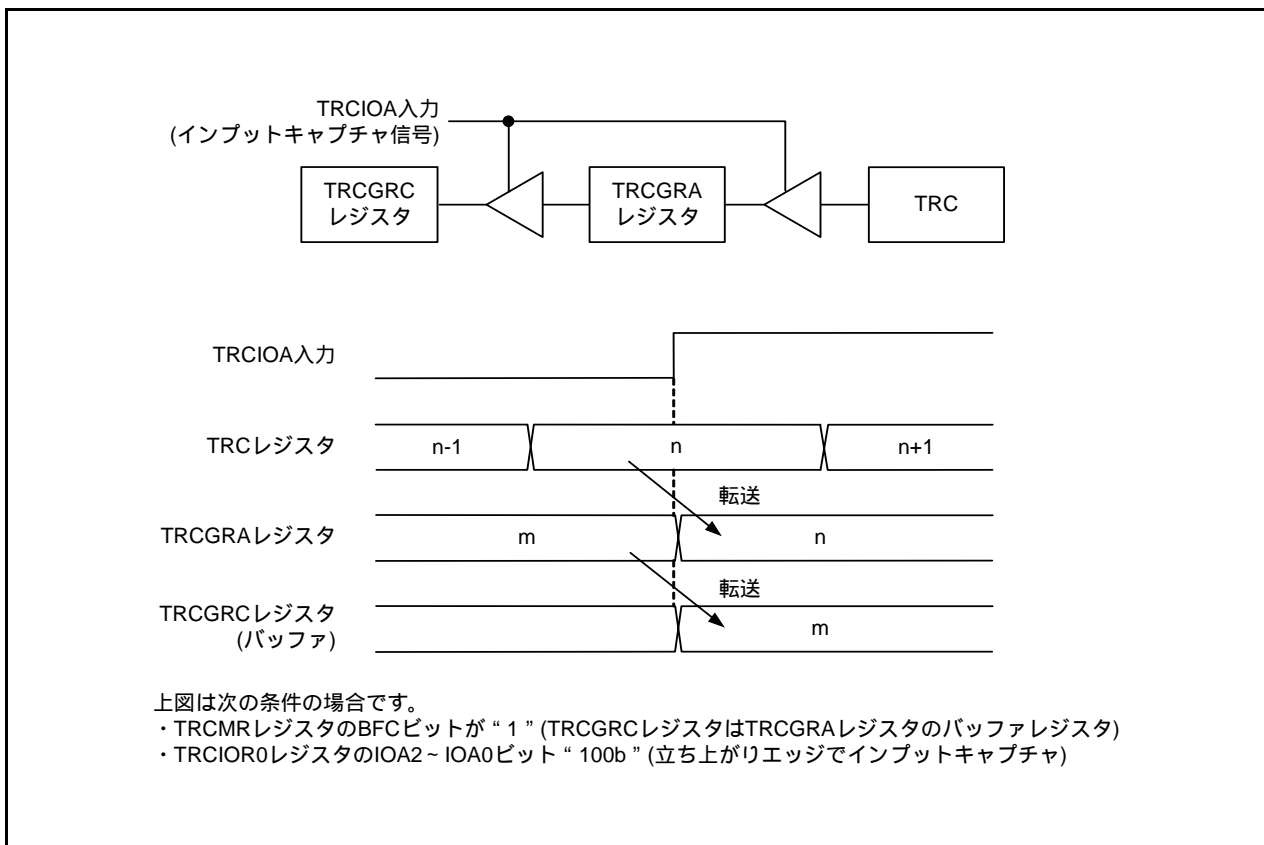 TRCIOA入力
(インプットキャプチャ信号)
TRCGRC
レジスタ
TRCGRA
レジスタ
TRC
TRCIOA入力
TRCレジスタ
n-1
n
n+1
転送
TRCGRAレジスタ
m
n
転送
TRCGRCレジスタ
(バッファ)
m
上図は次の条件の場合です。
・TRCMRレジスタのBFCビットが“1”(TRCGRCレジスタはTRCGRAレジスタのバッファレジスタ)
・TRCIOR0レジスタのIOA2~IOA0ビット“100b”(立ち上がりエッジでインプットキャプチャ)